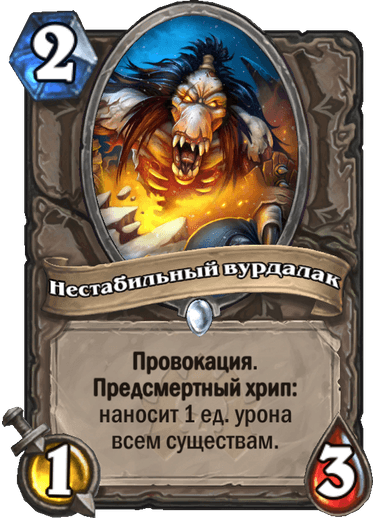 2
Нестабильный вурдалак
Провокация.
Предсмертный хрип:
наносит 1 ед. урона
всем существам.
1
3